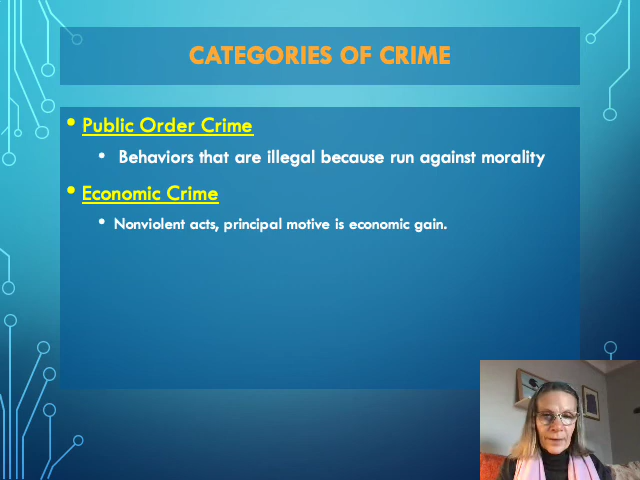 CATEGORIES OF CRIME
• Public Order Crime
• Behaviors that are illegal because run against morality
• Economic Crime
• Nonviolent acts, principal motive is economic gain.